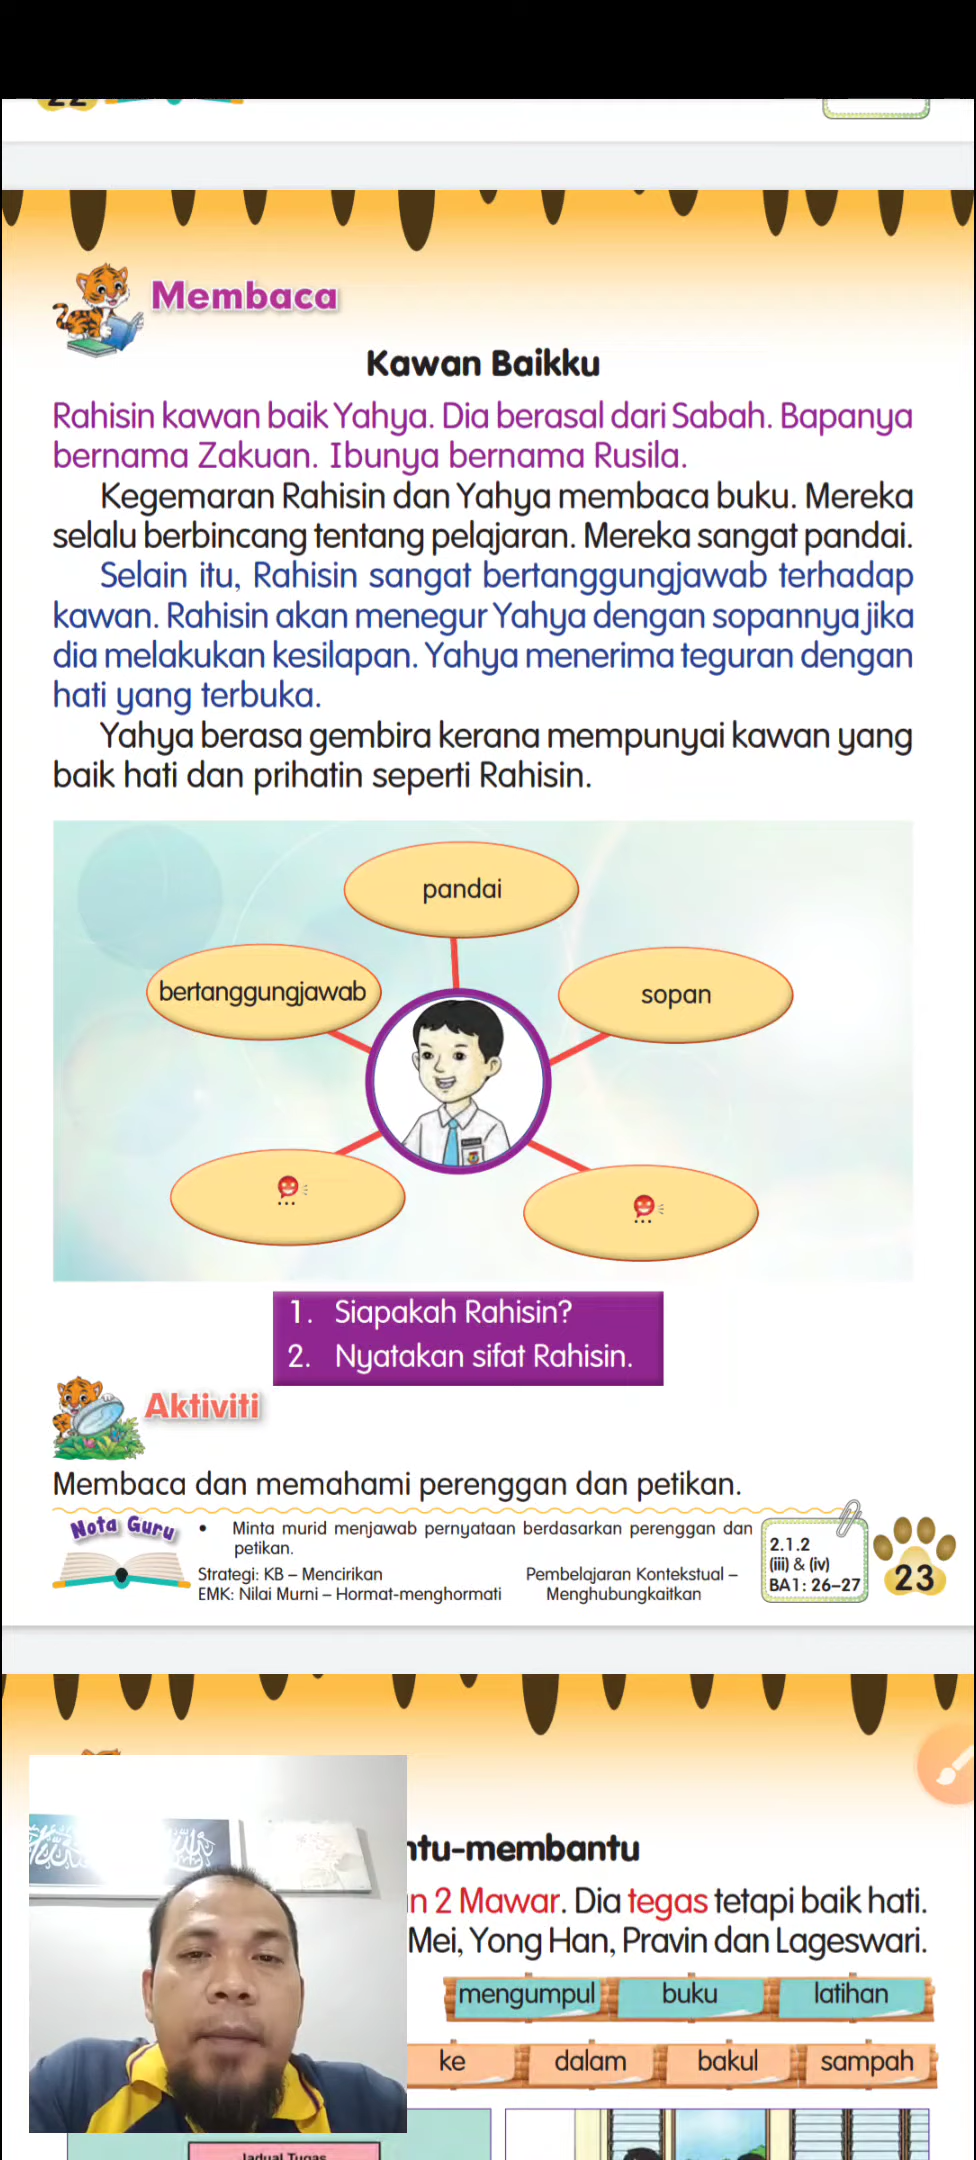 22
Membaca
Kawan Baikku
Rahisin kawan baik Yahya. Dia berasal dari Sabah. Bapanya
bernama Zakuan. Ibunya bernama Rusila.
Kegemaran Rahisin dan Yahya membaca buku. Mereka
selalu berbincang tentang pelajaran. Mereka sangat pandai.
Selain itu, Rahisin sangat bertanggungjawab terhadap
kawan. Rahisin akan menegur Yahya dengan sopannya jika
dia melakukan kesilapan. Yahya menerima teguran dengan
hati yang terbuka.
Yahya berasa gembira kerana mempunyai kawan yang
baik hati dan prihatin seperti Rahisin.
pandai
bertanggungjawab
sopan
...
...
1. Siapakah Rahisin?
2. Nyatakan sifat Rahisin.
Aktiviti
Membaca dan memahami perenggan dan petikan.
Nota Guru
• Minta murid menjawab pernyataan berdasarkan perenggan dan
petikan.
Strategi: KB – Mencirikan
EMK: Nilai Murni – Hormat-menghormati
Pembelajaran Kontekstual –
Menghubungkaitkan
2.1.2
(iii) & (iv)
BA1: 26–27
23
ntu-membantu
n 2 Mawar. Dia tegas tetapi baik hati.
Mei, Yong Han, Pravin dan Lageswari.
mengumpul buku latihan
ke dalam bakul sampah
Jadual Tugas